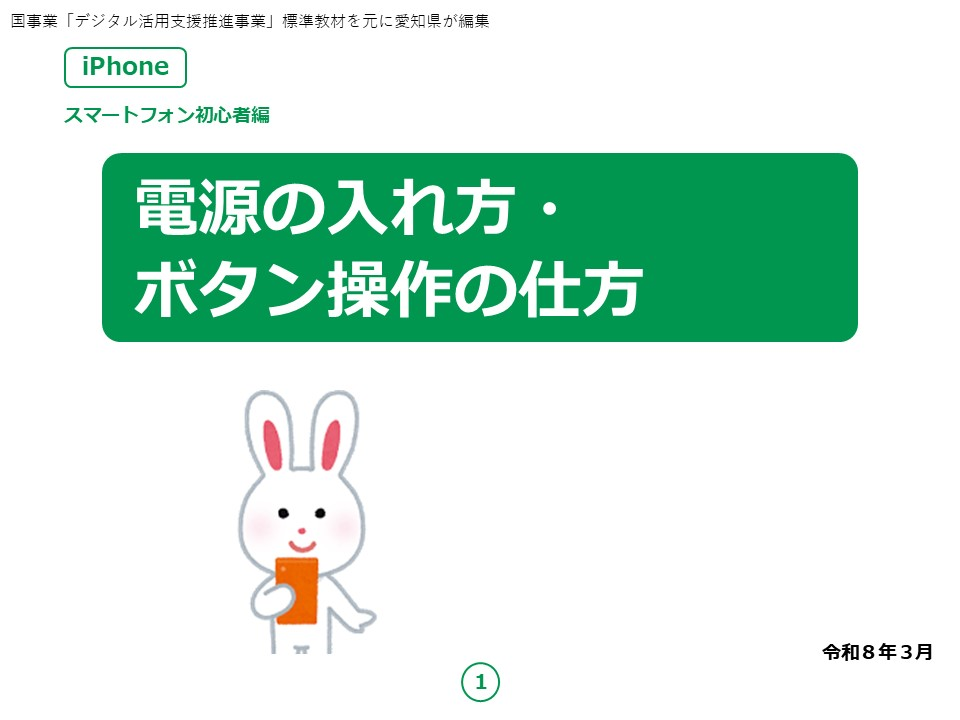 国事業「デジタル活用支援推進事業」標準教材を元に愛知県が編集
iPhone
スマートフォン初心者編
電源の入れ方・
ボタン操作の仕方
令和８年３月
1